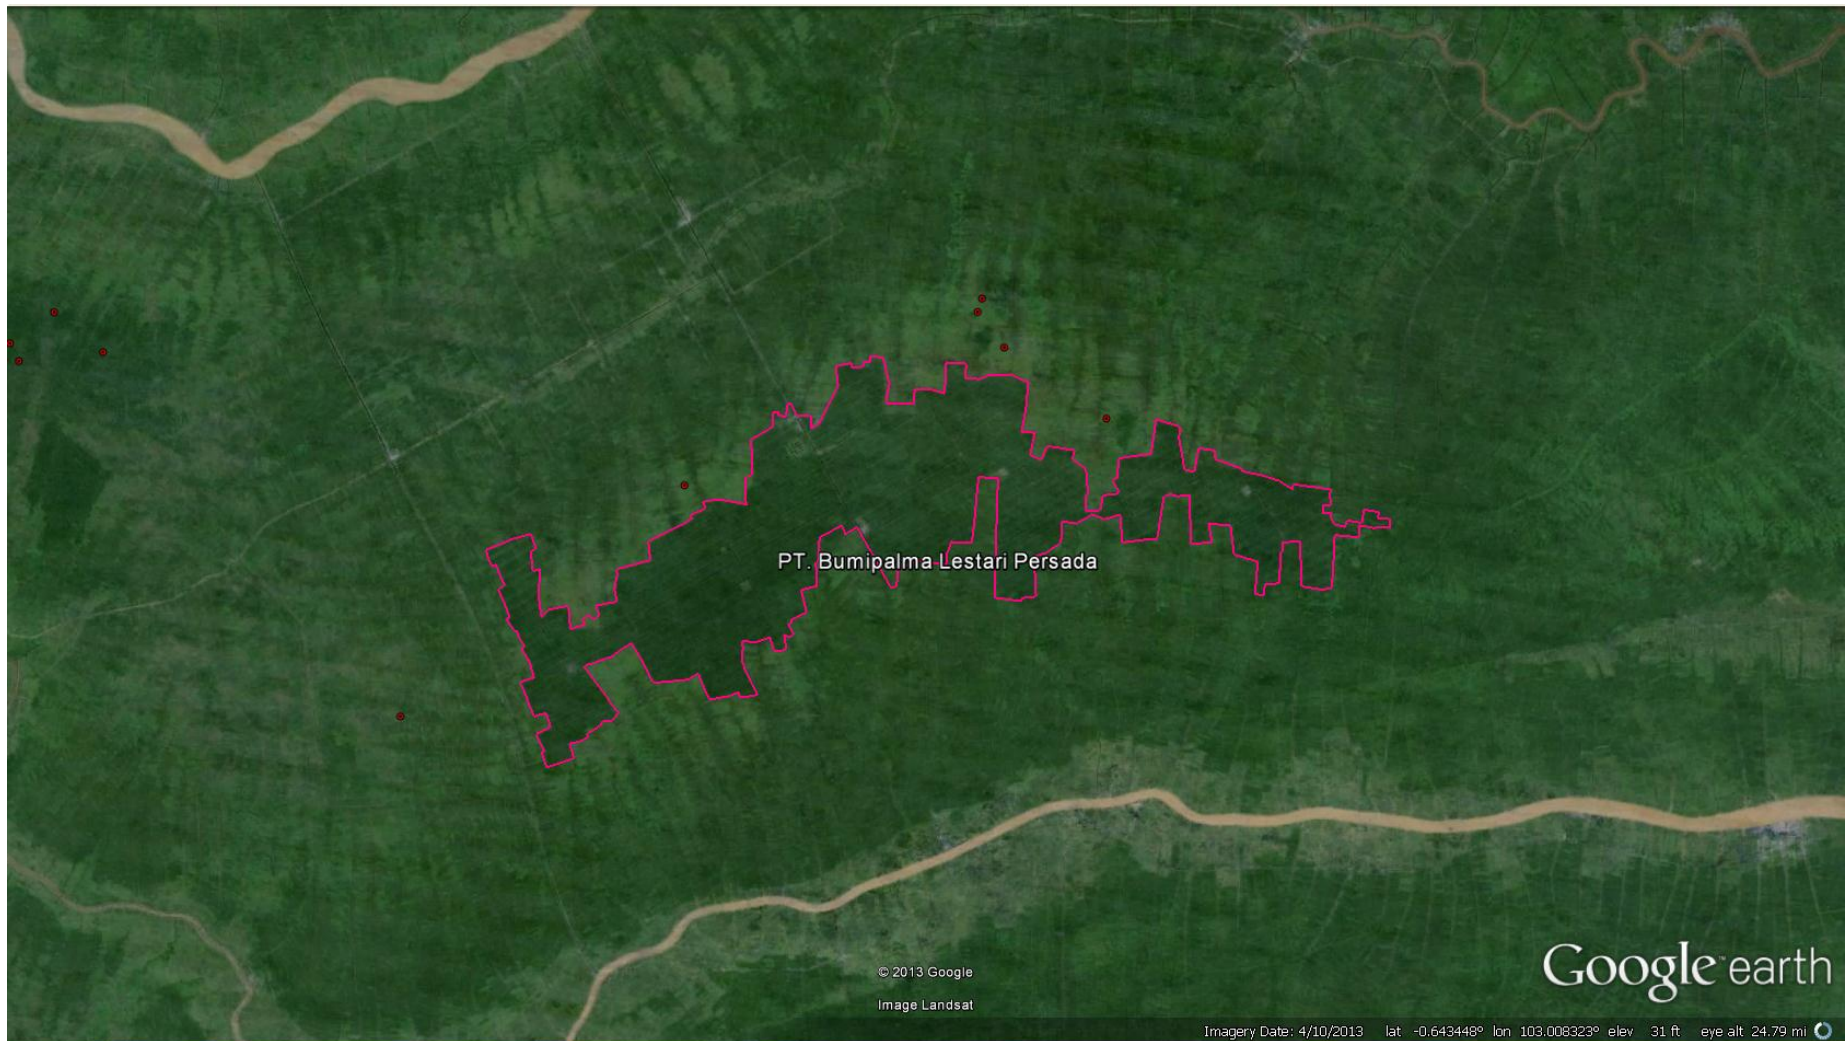 PT. Bumipalma Lestari Persada
© 2013 Google
Image Landsat
Google earth
Imagery Date: 4/10/2013 lat -0.643448° lon 103.008323° elev 31 ft eye alt 24.79 mi